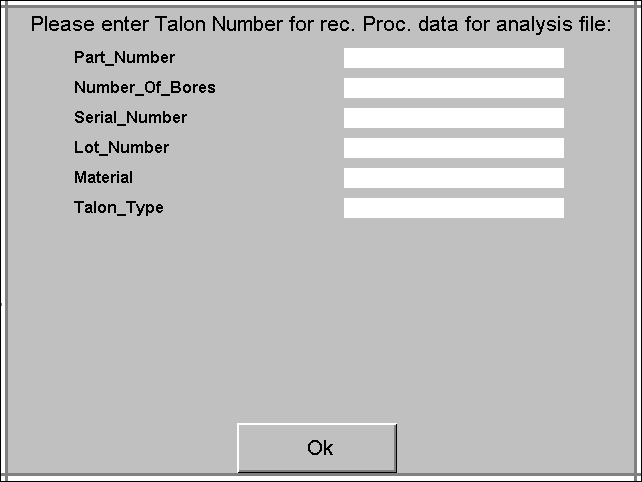 Please enter Talon Number for rec. Proc. data for analysis file:
Part_Number
Number_Of_Bores
Serial_Number
Lot_Number
Material
Talon_Type
Ok